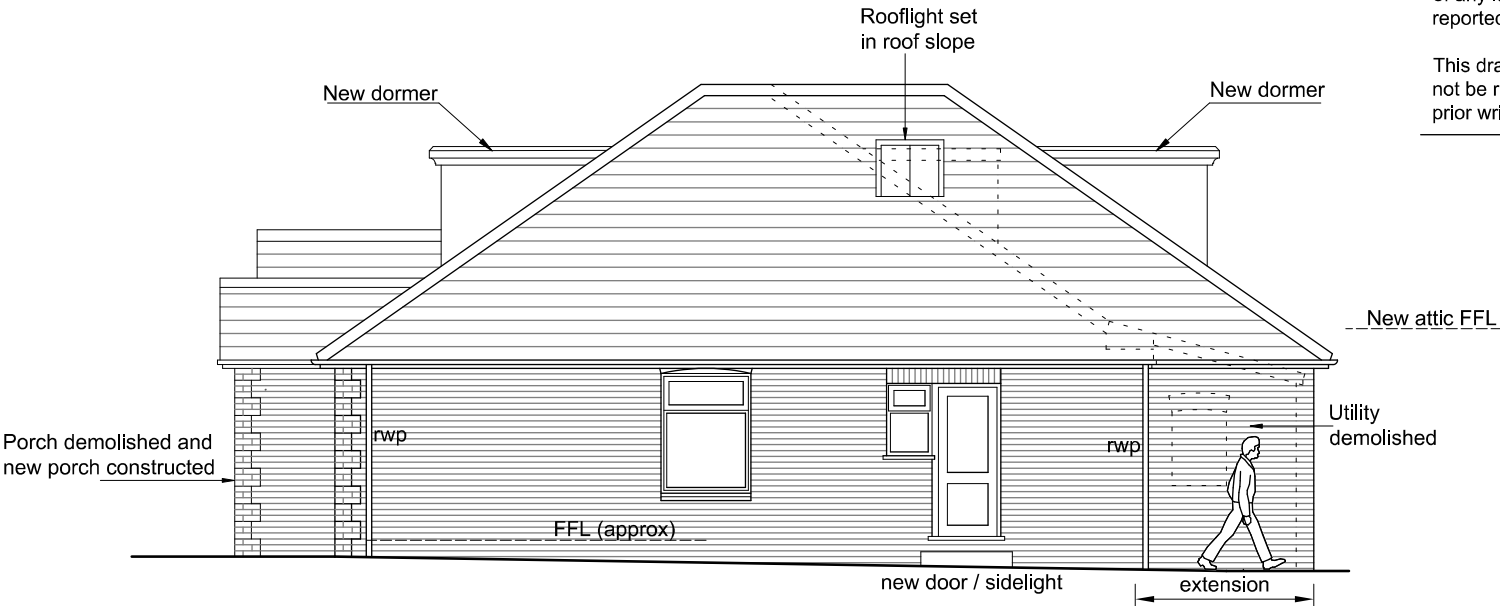 Rooflight set
in roof slope
reported
This dra
not be r
prior wri
New dormer
New dormer
New attic FFL
Porch demolished and
new porch constructed
rwp
rwp
Utility
demolished
FFL (approx)
new door / sidelight
extension